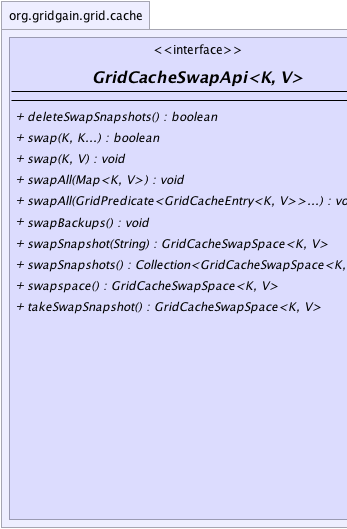 org.gridgain.grid.cache
<<interface>>
GridCacheSwapApi<K, V>
+ deleteSwapSnapshots() : boolean
+ swap(K, K...) : boolean
+ swap(K, V) : void
+ swapAll(Map<K, V>) : void
+ swapAll(GridPredicate<GridCacheEntry<K, V>>...) : vo
+ swapBackups() : void
+ swapSnapshot(String) : GridCacheSwapSpace<K, V>
+ swapSnapshots() : Collection<GridCacheSwapSpace<K,
+ swapspace() : GridCacheSwapSpace<K, V>
+ takeSwapSnapshot() : GridCacheSwapSpace<K, V>